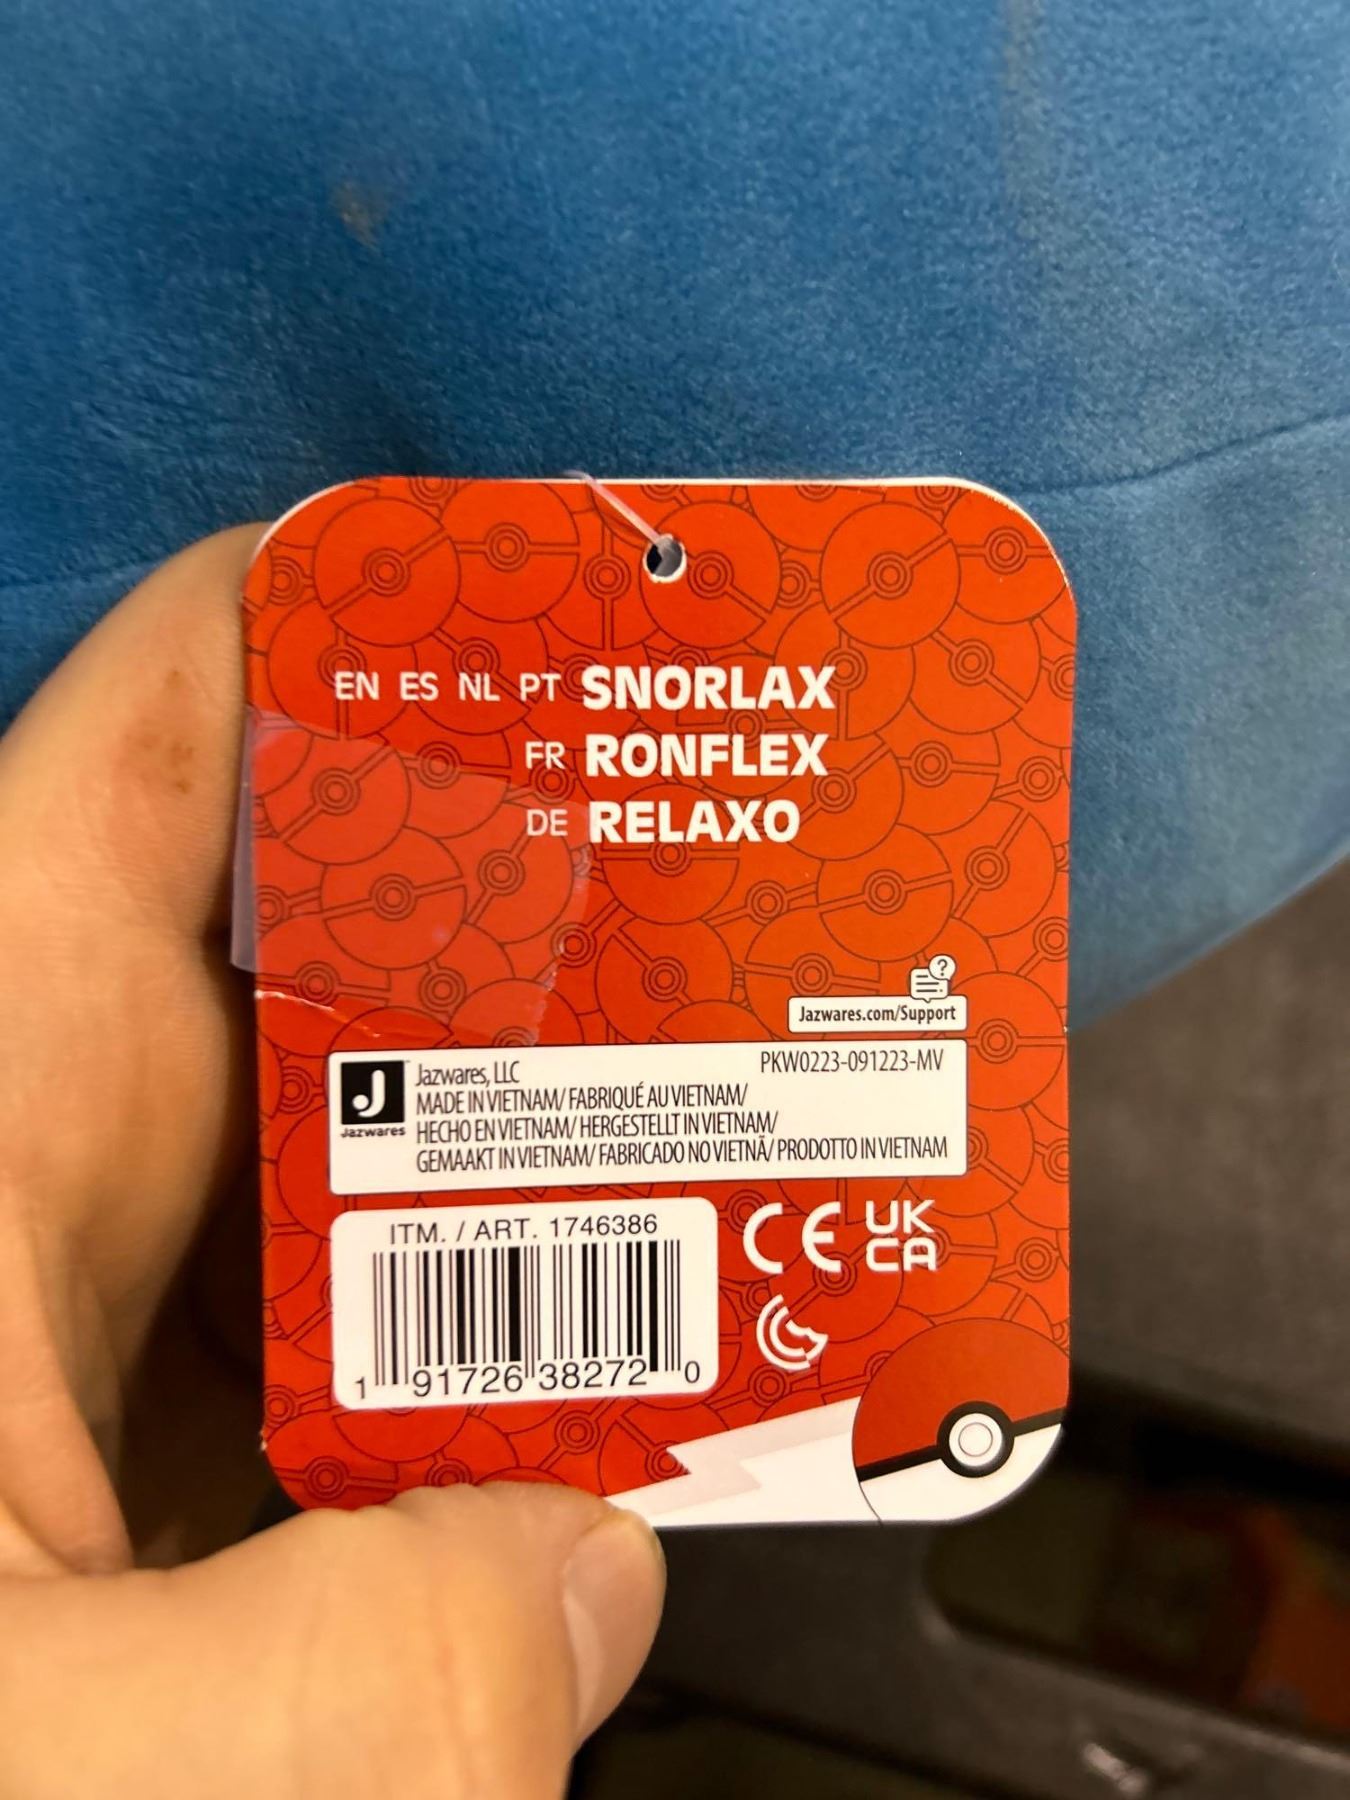 EN ES NL PT SNORLAX
FR RONFLEX
DE RELAXO
?
Jazwares.com/Support
Jazwares, LLC PKW0223-091223-MV
MADE IN VIETNAM/ FABRIQUÉ AU VIETNAM/
HECHO EN VIETNAM/ HERGESTELLT IN VIETNAM/
GEMAAKT IN VIETNAM/ FABRICADO NO VIETNÃ/ PRODOTTO IN VIETNAM
J
Jazwares
ITM. / ART. 1746386
1 91726 38272 0
CE
UK
CA